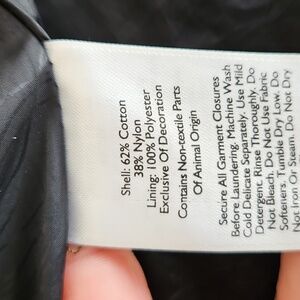 Shell: 62% Cotton
38% Nylon
Lining: 100% Polyester
Exclusive Of Decoration
Contains Non-textile Parts
Of Animal Origin
Secure All Garment Closures
Before Laundering. Machine Wash
Cold Delicate Separately. Use Mild
Detergent. Rinse Thoroughly. Do
Not Bleach. Do Not Use Fabric
Softeners. Tumble Dry Low. Do
Not Iron Or Steam. Do Not